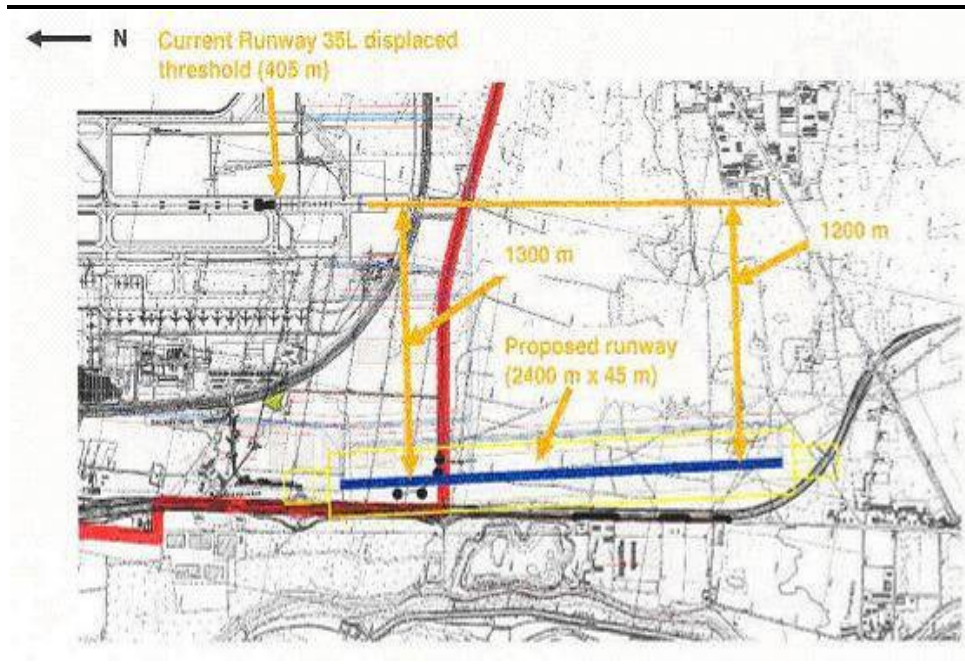 N
Current Runway 35L displaced
threshold (405 m)
1300 m
1200 m
Proposed runway
(2400 m x 45 m)